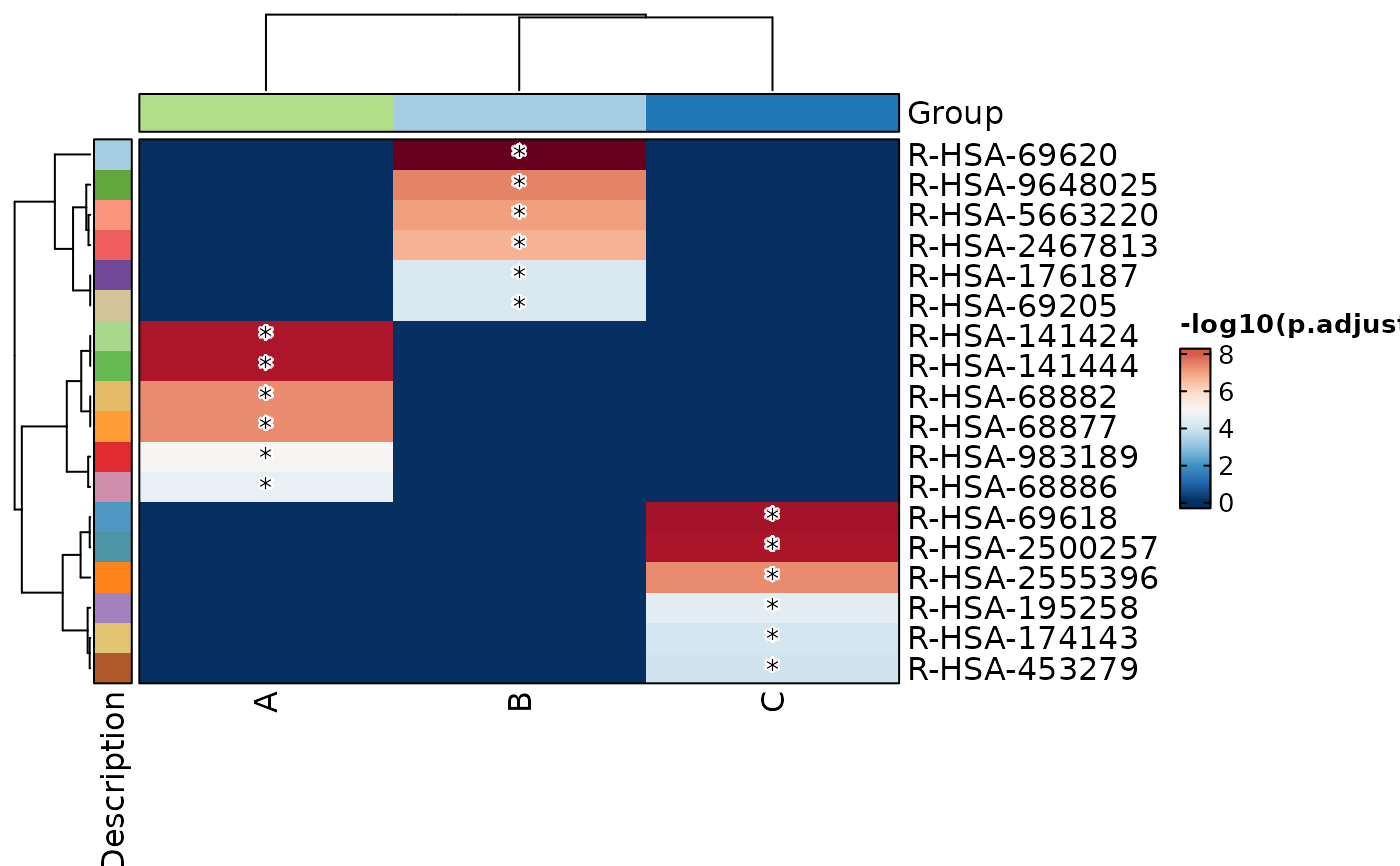 Group
R-HSA-69620
*
R-HSA-9648025
*
R-HSA-5663220
*
R-HSA-2467813
*
R-HSA-176187
*
R-HSA-69205
*
R-HSA-141424
*
R-HSA-141444
*
R-HSA-68882
*
R-HSA-68877
*
R-HSA-983189
*
R-HSA-68886
*
R-HSA-69618
*
R-HSA-2500257
*
R-HSA-2555396
*
R-HSA-195258
*
R-HSA-174143
*
R-HSA-453279
*
A
B
C
Description
-log10(p.adjust
8
6
4
2
0